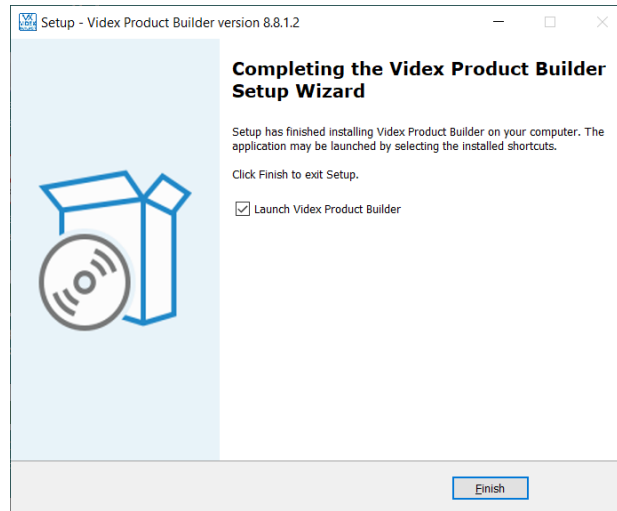 Setup - Videx Product Builder version 8.8.1.2
Completing the Videx Product Builder
Setup Wizard
Setup has finished installing Videx Product Builder on your computer. The
application may be launched by selecting the installed shortcuts.
Click Finish to exit Setup.
Launch Videx Product Builder
Finish